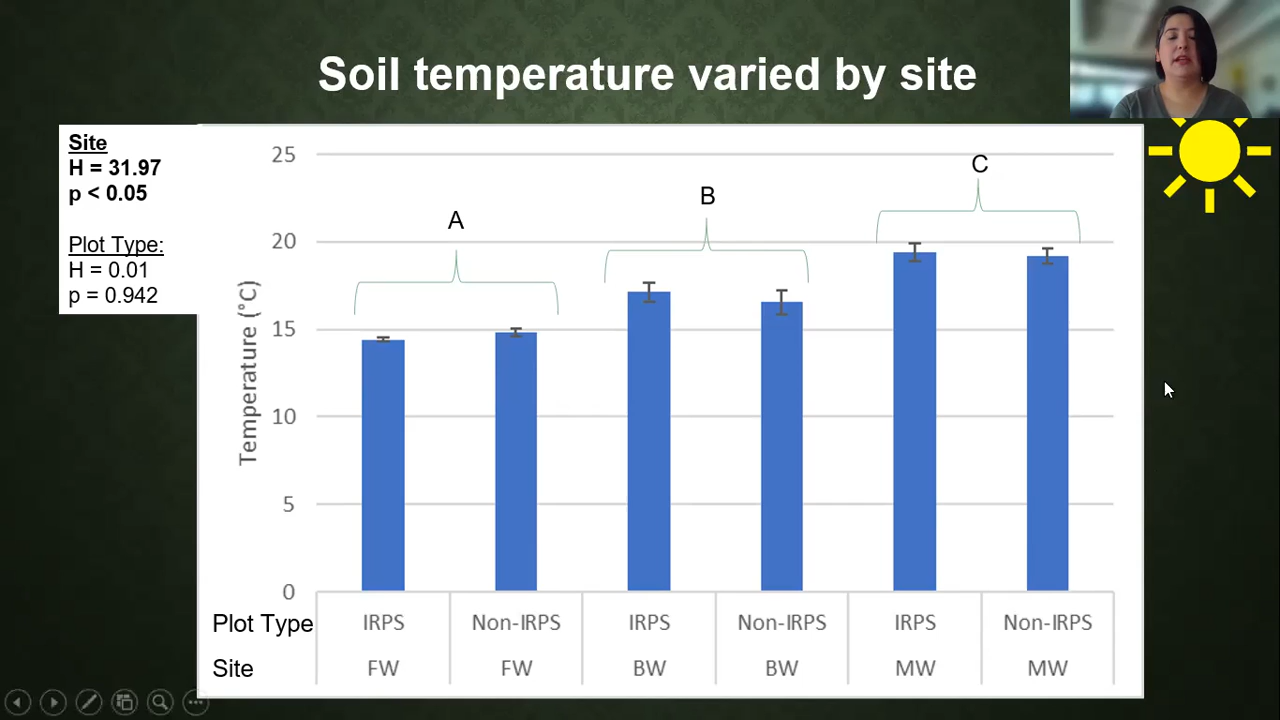 Soil temperature varied by site
Site
H = 31.97
p < 0.05
Plot Type:
H = 0.01
p = 0.942
Temperature (°C)
25
20
15
10
5
0
A
B
C
Plot Type IRPS Non-IRPS IRPS Non-IRPS IRPS Non-IRPS
Site FW FW BW BW MW MW